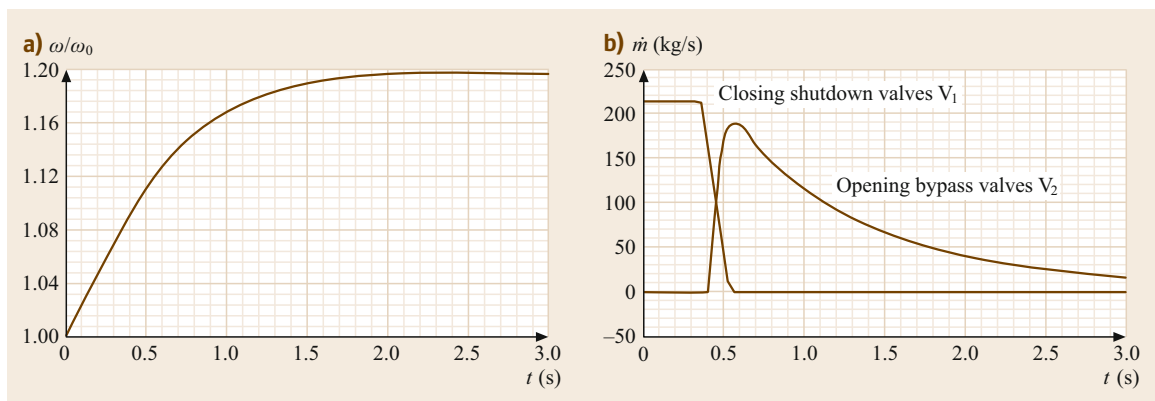 a) ω/ω₀
1.20
1.16
1.12
1.08
1.04
1.00
0 0.5 1.0 1.5 2.0 2.5 3.0
t (s)
b) ṁ (kg/s)
250
200
150
100
50
0
–50
Closing shutdown valves V₁
Opening bypass valves V₂
0 0.5 1.0 1.5 2.0 2.5 3.0
t (s)